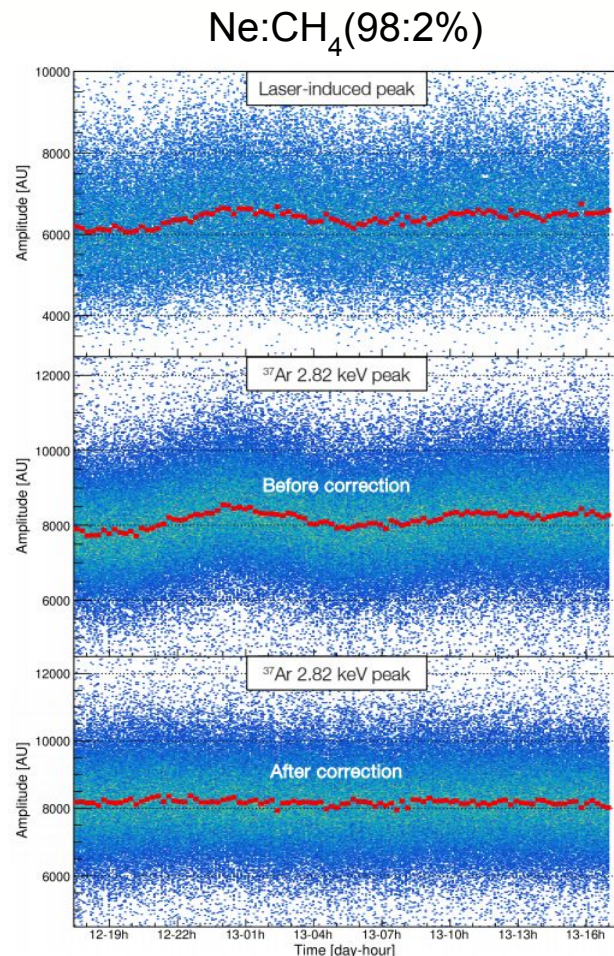 Ne:CH₄(98:2%)
Laser-induced peak
10000
8000
6000
4000
Amplitude [AU]
³⁷Ar 2.82 keV peak
Before correction
12000
10000
8000
6000
Amplitude [AU]
³⁷Ar 2.82 keV peak
After correction
12000
10000
8000
6000
Amplitude [AU]
12-19h 12-22h 13-01h 13-04h 13-07h 13-10h 13-13h 13-16h
Time [day-hour]